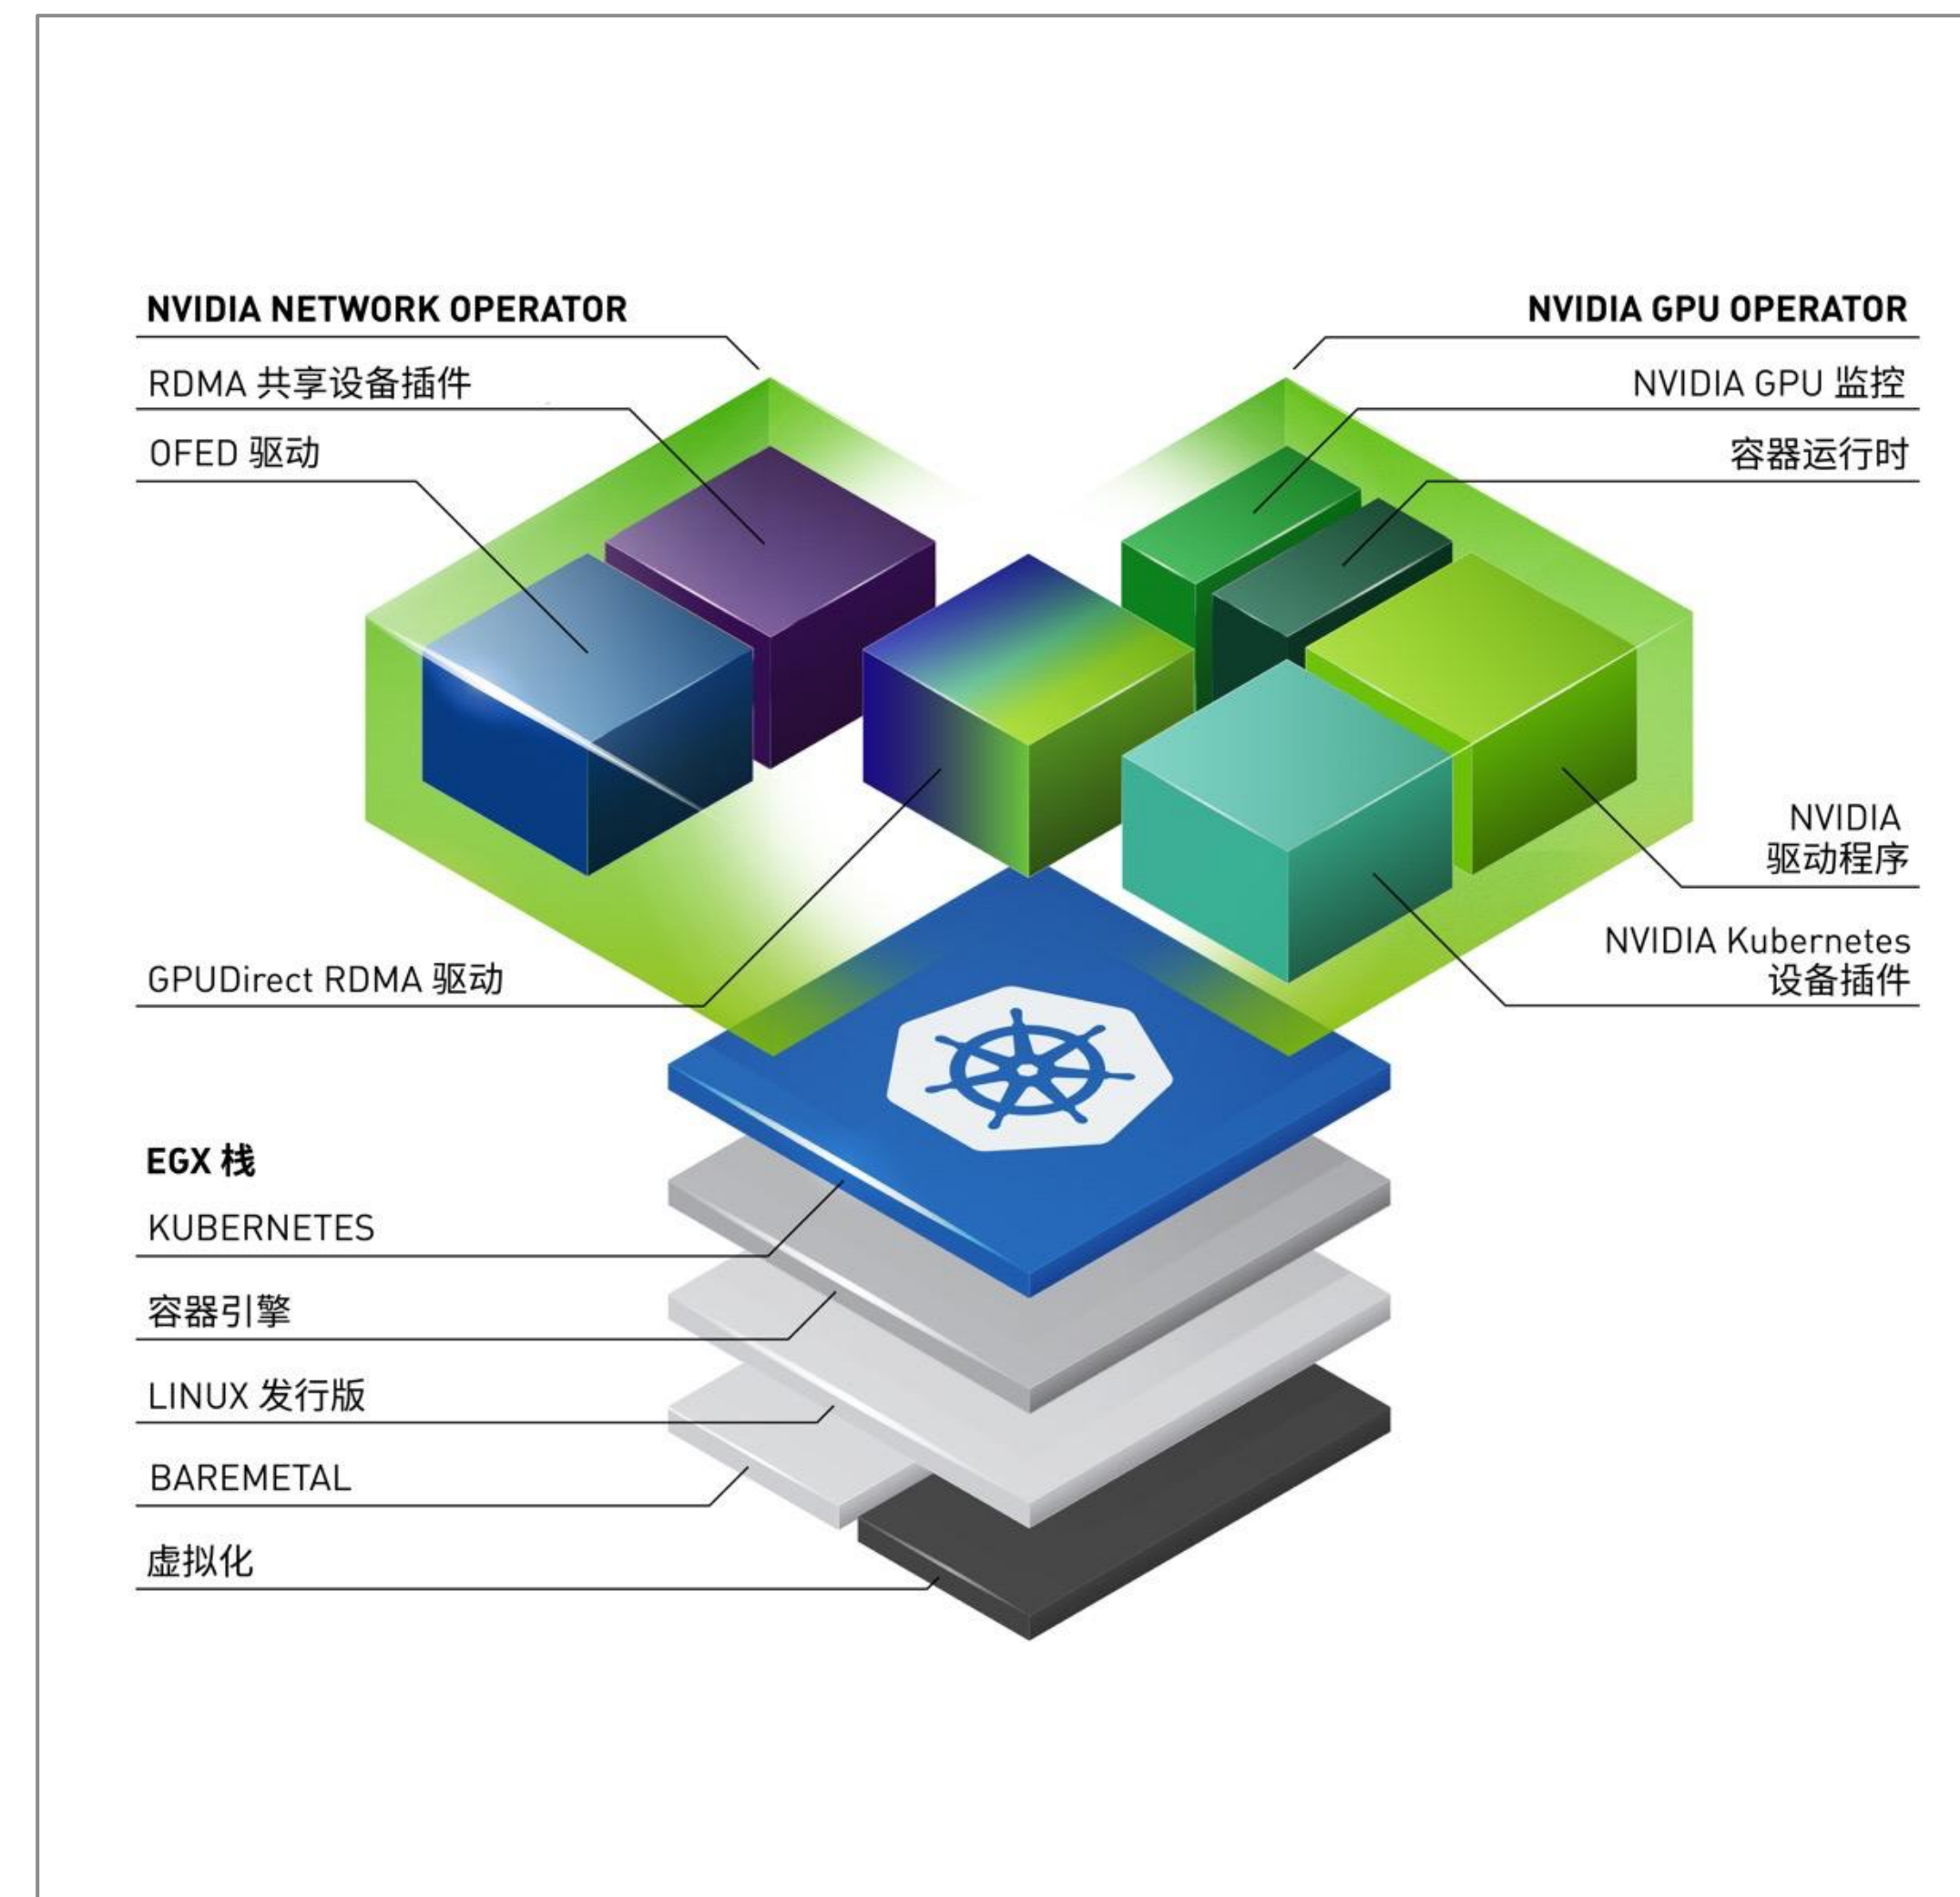 NVIDIA NETWORK OPERATOR
RDMA 共享设备插件
OFED 驱动
GPUDirect RDMA 驱动
NVIDIA GPU OPERATOR
NVIDIA GPU 监控
容器运行时
NVIDIA
驱动程序
NVIDIA Kubernetes
设备插件
EGX 栈
KUBERNETES
容器引擎
LINUX 发行版
BAREMETAL
虚拟化